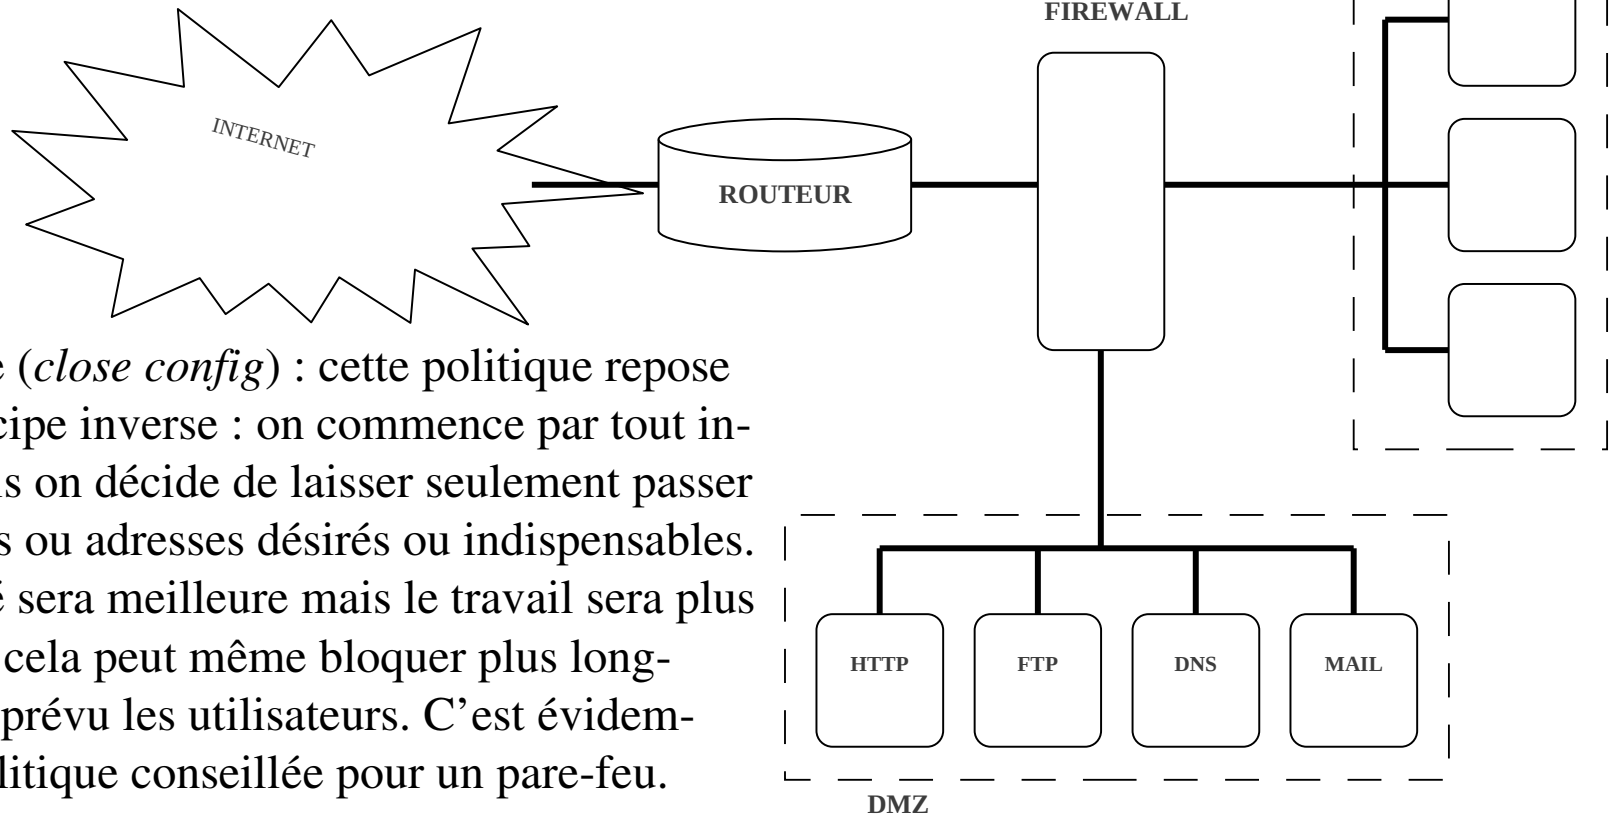 FIREWALL
INTERNET
ROUTEUR
e (close config) : cette politique repose
cipe inverse : on commence par tout in-
is on décide de laisser seulement passer
s ou adresses désirés ou indispensables.
é sera meilleure mais le travail sera plus
cela peut même bloquer plus long-
prévu les utilisateurs. C’est évidem-
litique conseillée pour un pare-feu.
HTTP
FTP
DNS
MAIL
DMZ